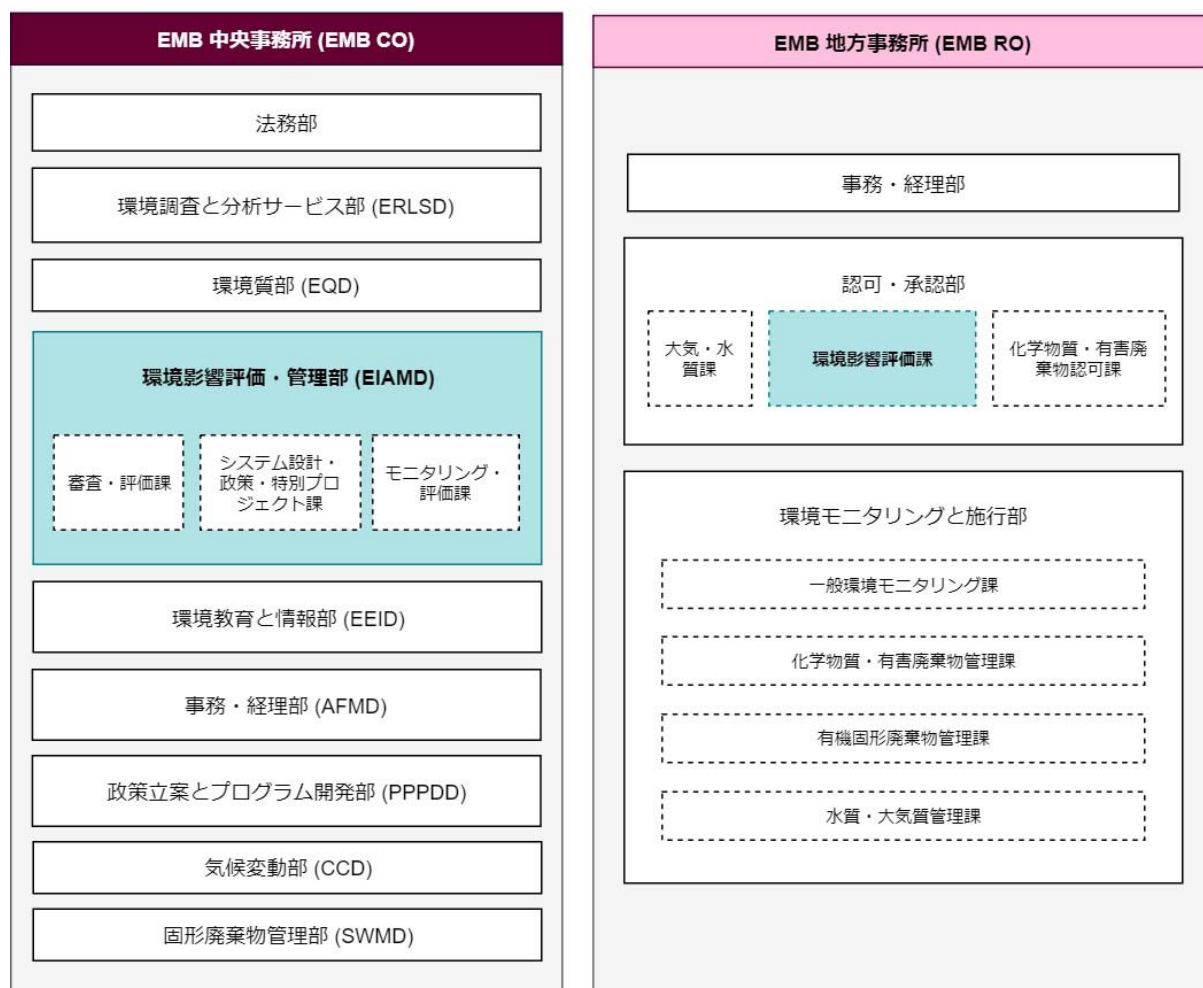 EMB 中央事務所 (EMB CO)
法務部
環境調査と分析サービス部 (ERLSD)
環境質部 (EQD)
環境影響評価・管理部 (EIAMD)
審査・評価課
システム設計・
政策・特別プロ
ジェクト課
モニタリング・
評価課
環境教育と情報部 (EEID)
事務・経理部 (AFMD)
政策立案とプログラム開発部 (PPPDD)
気候変動部 (CCD)
固形廃棄物管理部 (SWMD)
EMB 地方事務所 (EMB RO)
事務・経理部
認可・承認部
大気・水
質課
環境影響評価課
化学物質・有害廃
棄物認可課
環境モニタリングと施行部
一般環境モニタリング課
化学物質・有害廃棄物管理課
有機固形廃棄物管理課
水質・大気質管理課